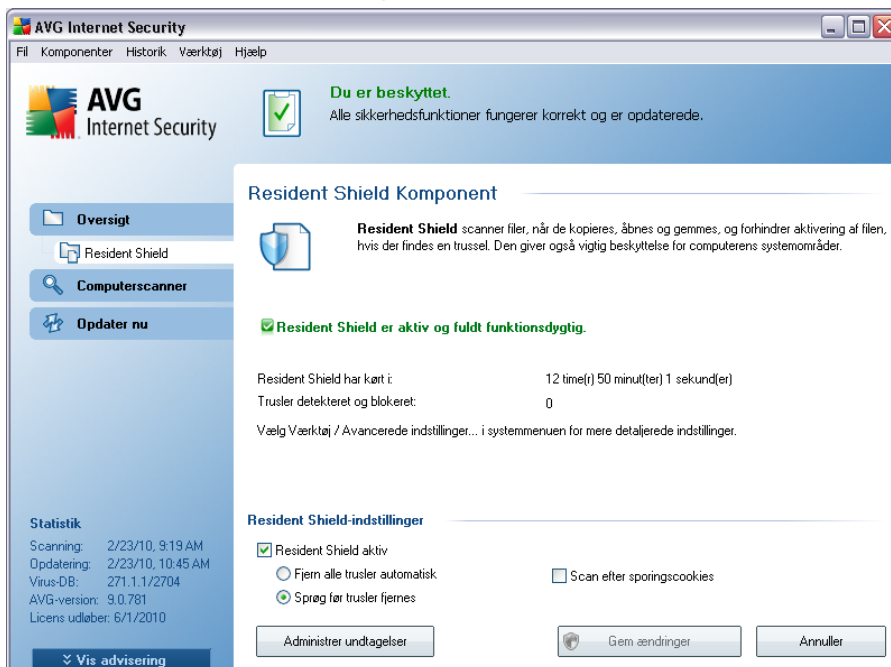 AVG Internet Security
Fil Komponenter Historik Værktøj Hjælp
AVG
Internet Security
Du er beskyttet.
Alle sikkerhedsfunktioner fungerer korrekt og er opdaterede.
Oversigt
Resident Shield
Computerscanner
Opdater nu
Resident Shield Komponent
Resident Shield scanner filer, når de kopieres, åbnes og gemmes, og forhindrer aktivering af filen,
hvis der findes en trussel. Den giver også vigtig beskyttelse for computerens systemområder.
Resident Shield er aktiv og fuldt funktionsdygtig.
Resident Shield har kørt i: 12 time(r) 50 minut(ter) 1 sekund(er)
Trusler detekteret og blokeret: 0
Vælg Værktøj / Avancerede indstillinger... i systemmenuen for mere detaljerede indstillinger.
Resident Shield-indstillinger
Resident Shield aktiv
Fjern alle trusler automatisk
Scan efter sporingscookies
Sprøg før trusler fjernes
Administrer undtagelser
Gem ændringer
Annuller
Statistik
Scanning: 2/23/10, 9:19 AM
Opdatering: 2/23/10, 10:45 AM
Virus-DB: 271.1.1/2704
AVG-version: 9.0.781
Licens udløber: 6/1/2010
Vis advisering